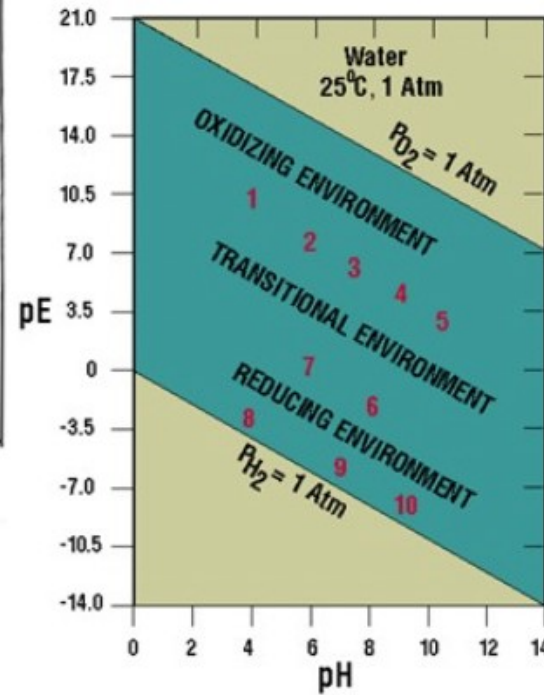 21.0
17.5
14.0
10.5
7.0
3.5
0
-3.5
-7.0
-10.5
-14.0
pE
Water
25°C, 1 Atm
PO2 = 1 Atm
OXIDIZING ENVIRONMENT
1
2
3
4
5
TRANSITIONAL ENVIRONMENT
7
6
REDUCING ENVIRONMENT
8
9
10
PH2 = 1 Atm
0 2 4 6 8 10 12 14
pH